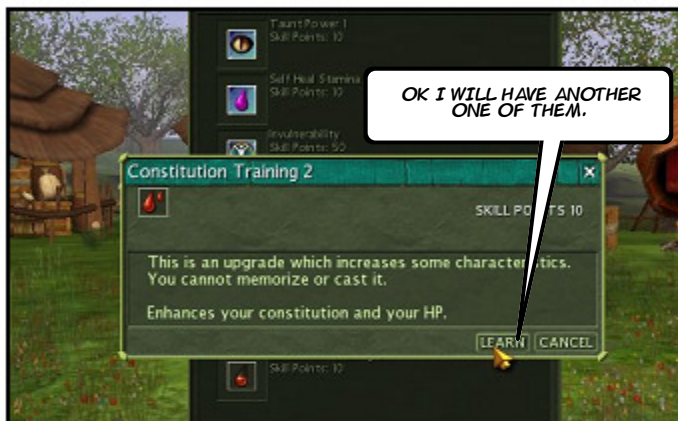 Taunt Power 1
Skill Points: 10
Self Heal Stamina
Skill Points: 10
OK I WILL HAVE ANOTHER
ONE OF THEM.
Invulnerability
Skill Points: 50
Constitution Training 2
SKILL POINTS 10
This is an upgrade which increases some characteristics.
You cannot memorize or cast it.
Enhances your constitution and your HP.
LEARN
CANCEL
Skill Points: 10